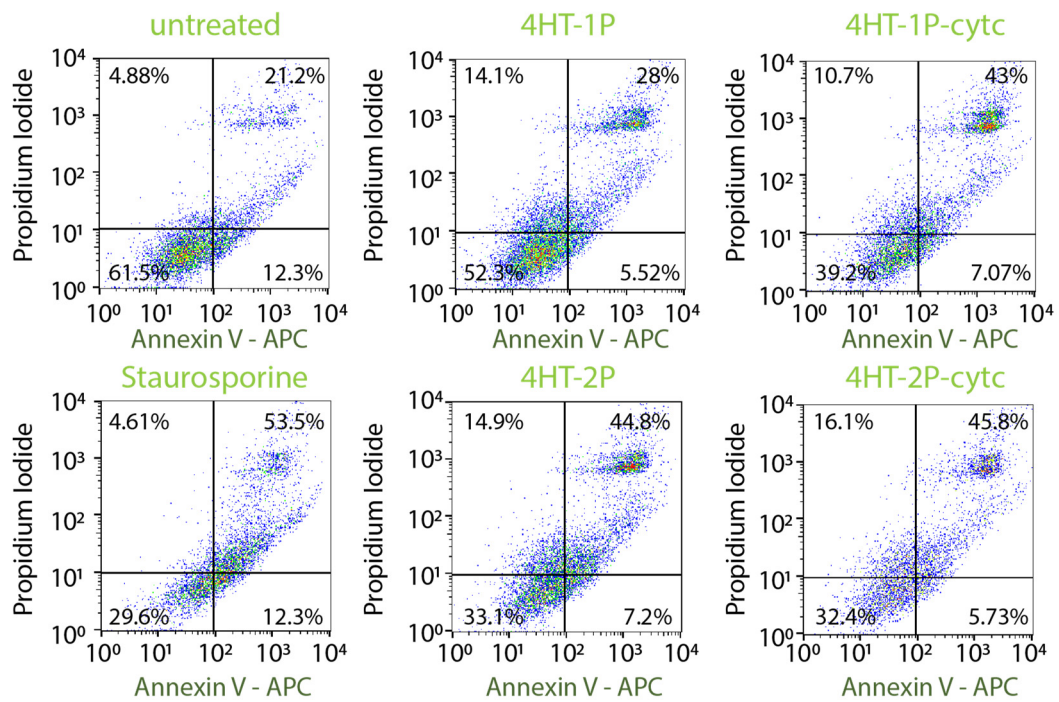 untreated
4HT-1P
4HT-1P-cytc
Propidium Iodide
10⁴
10³
10²
10¹
10⁰
4.88%
21.2%
61.5%
12.3%
10⁰ 10¹ 10² 10³ 10⁴
Annexin V - APC
Propidium Iodide
10⁴
10³
10²
10¹
10⁰
14.1%
28%
52.3%
5.52%
10⁰ 10¹ 10² 10³ 10⁴
Annexin V - APC
Propidium Iodide
10⁴
10³
10²
10¹
10⁰
10.7%
43%
39.2%
7.07%
10⁰ 10¹ 10² 10³ 10⁴
Annexin V - APC
Staurosporine
4HT-2P
4HT-2P-cytc
Propidium Iodide
10⁴
10³
10²
10¹
10⁰
4.61%
53.5%
29.6%
12.3%
10⁰ 10¹ 10² 10³ 10⁴
Annexin V - APC
Propidium Iodide
10⁴
10³
10²
10¹
10⁰
14.9%
44.8%
33.1%
7.2%
10⁰ 10¹ 10² 10³ 10⁴
Annexin V - APC
Propidium Iodide
10⁴
10³
10²
10¹
10⁰
16.1%
45.8%
32.4%
5.73%
10⁰ 10¹ 10² 10³ 10⁴
Annexin V - APC